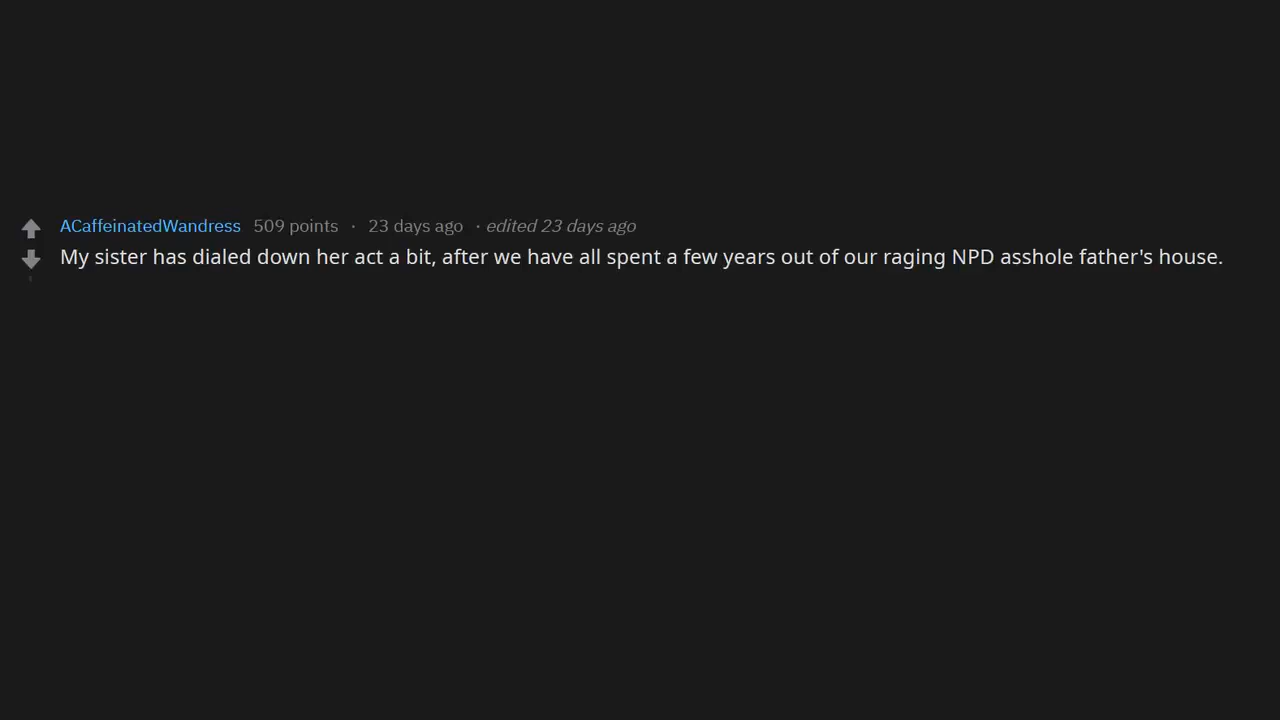 ACaffeinatedWandress 509 points · 23 days ago · edited 23 days ago
My sister has dialed down her act a bit, after we have all spent a few years out of our raging NPD asshole father's house.